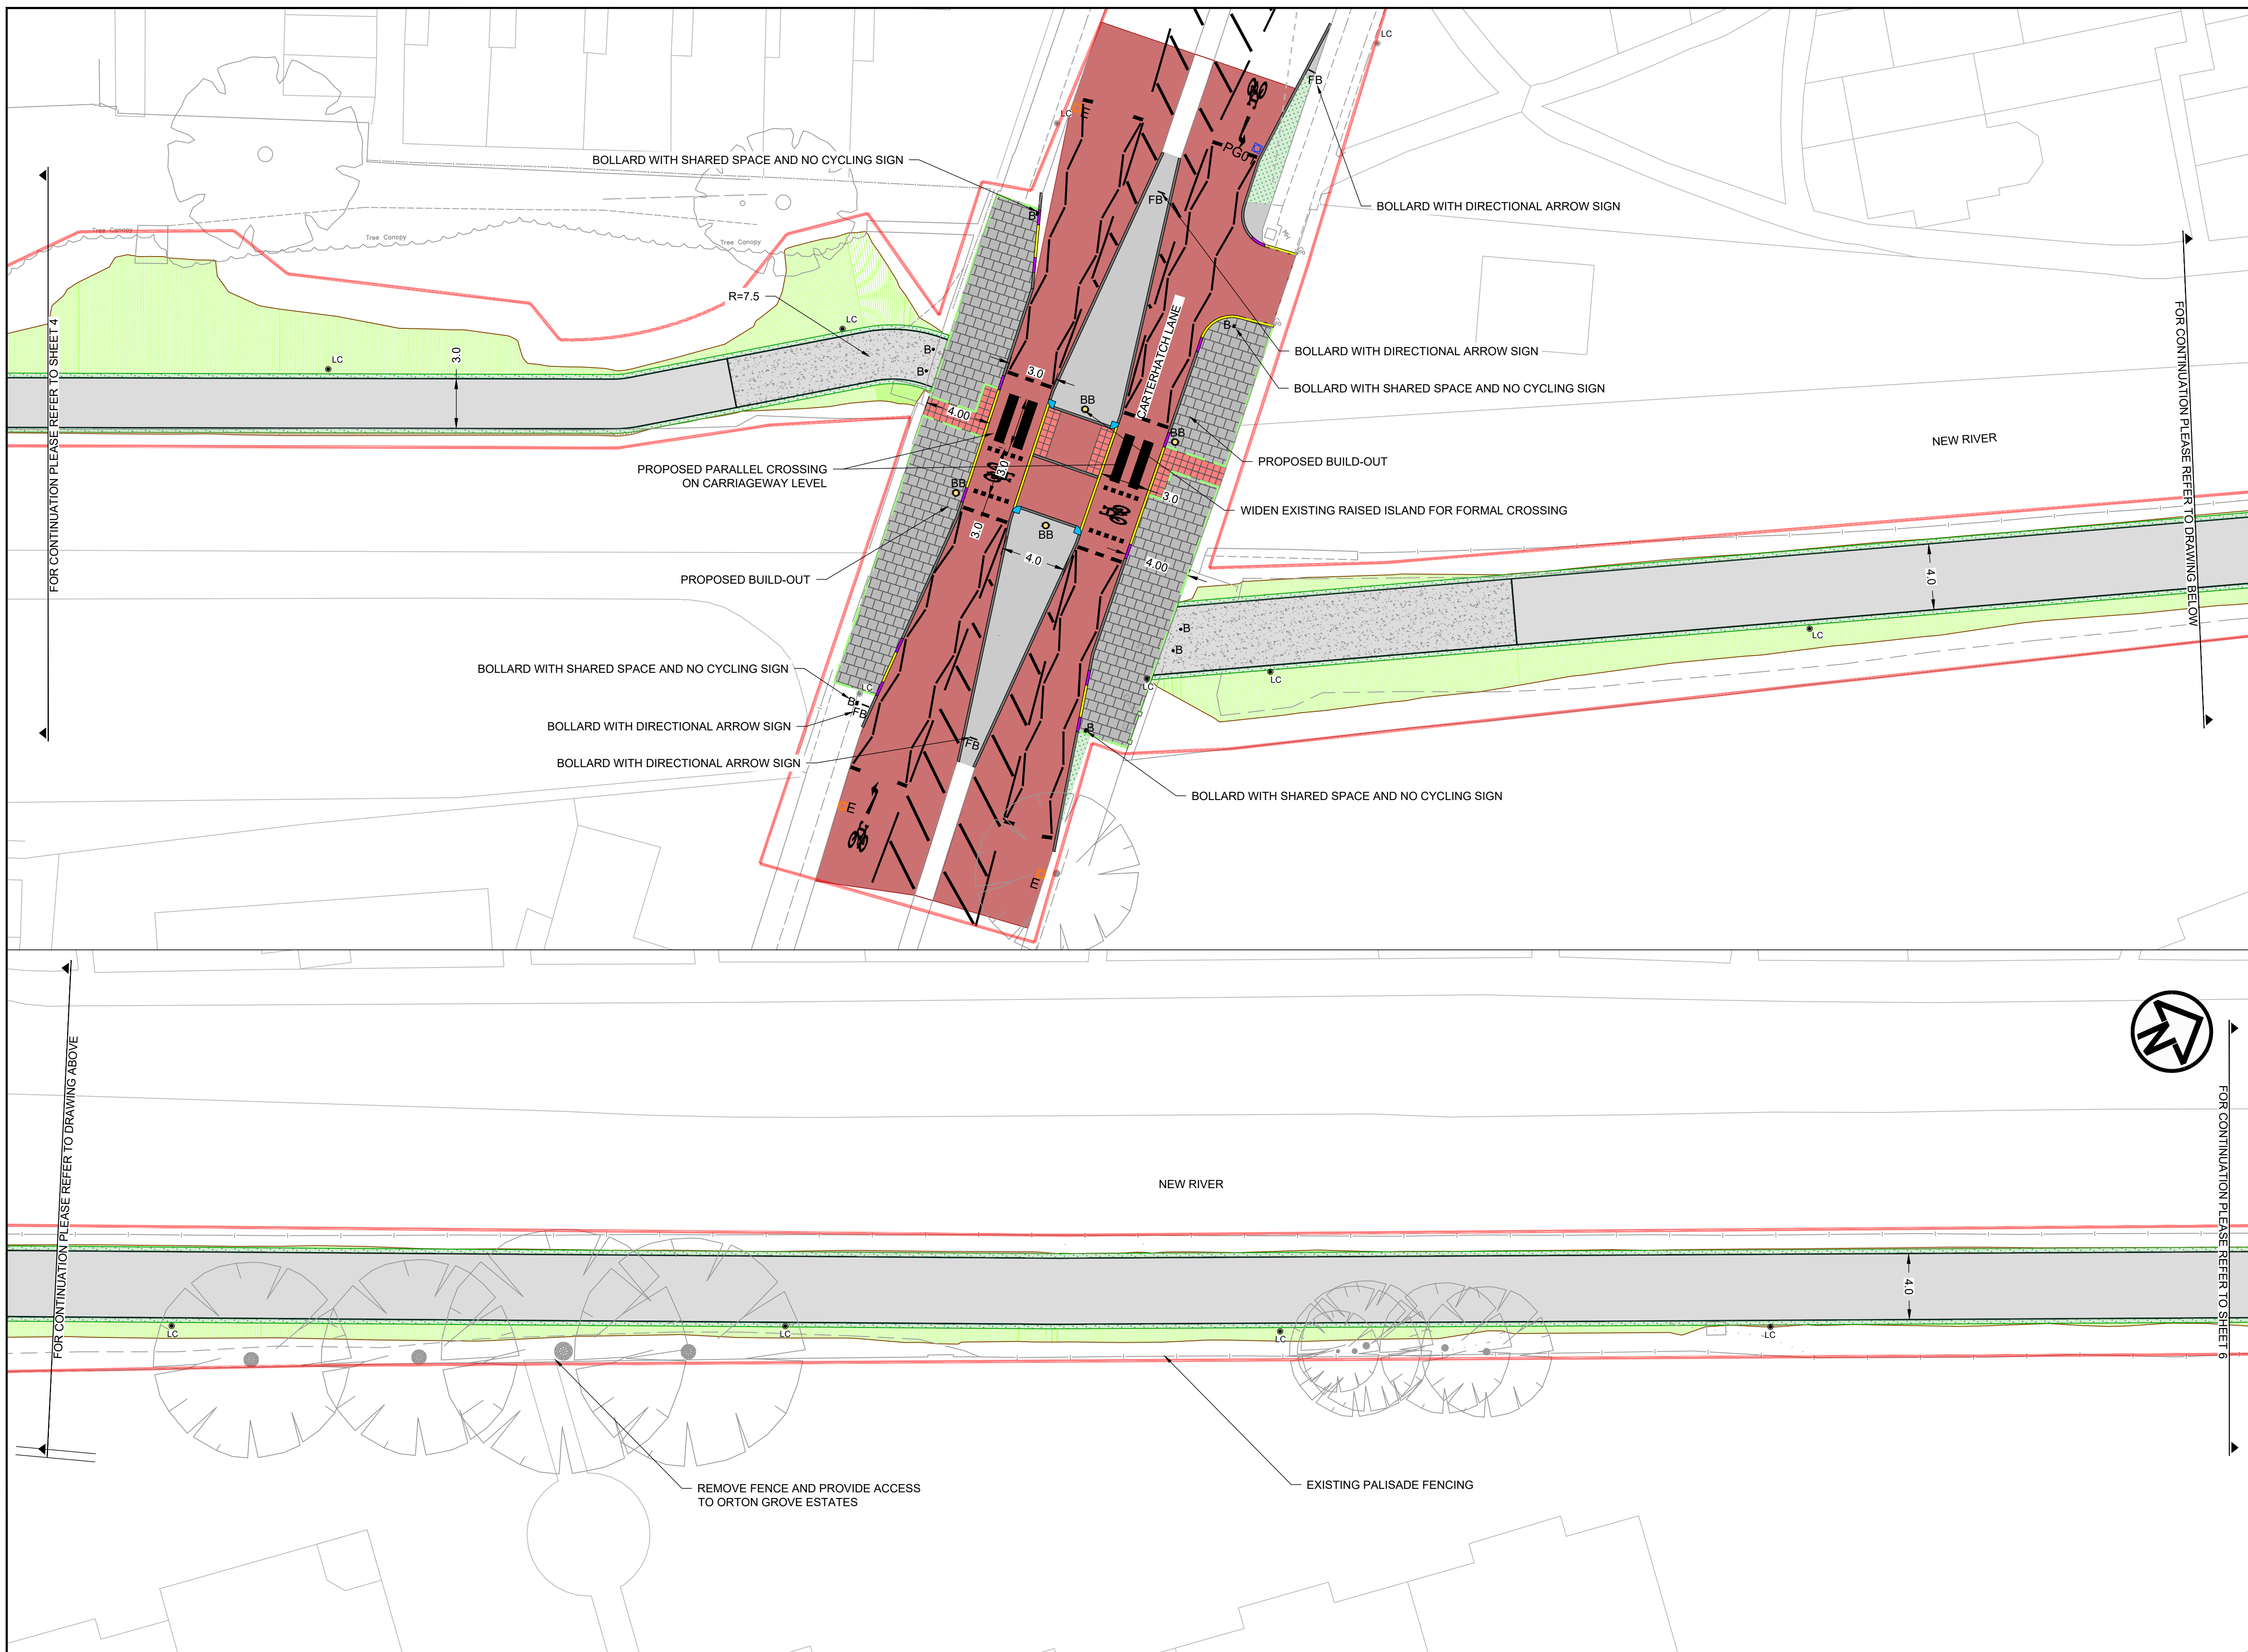 LC
FB
E
LC
PG01
BOLLARD WITH SHARED SPACE AND NO CYCLING SIGN
FB
BOLLARD WITH DIRECTIONAL ARROW SIGN
B
Tree Canopy
Tree Canopy
Tree Canopy
MH
R=7.5
LC
B
BOLLARD WITH DIRECTIONAL ARROW SIGN
B
LC
3.0
CARTERHATCH LANE
BOLLARD WITH SHARED SPACE AND NO CYCLING SIGN
B
3.0
BB
4.00
FOR CONTINUATION PLEASE REFER TO SHEET 4
FOR CONTINUATION PLEASE REFER TO DRAWING BELOW
NEW RIVER
BB
PROPOSED BUILD-OUT
PROPOSED PARALLEL CROSSING
ON CARRIAGEWAY LEVEL
3.0
BB
3.0
WIDEN EXISTING RAISED ISLAND FOR FORMAL CROSSING
3.0
BB
4.0
4.00
4.0
PROPOSED BUILD-OUT
B
LC
B
BOLLARD WITH SHARED SPACE AND NO CYCLING SIGN
LC
LC
LC
B
FB
BOLLARD WITH DIRECTIONAL ARROW SIGN
B
FB
BOLLARD WITH DIRECTIONAL ARROW SIGN
BOLLARD WITH SHARED SPACE AND NO CYCLING SIGN
E
E
FOR CONTINUATION PLEASE REFER TO DRAWING ABOVE
N
FOR CONTINUATION PLEASE REFER TO SHEET 6
NEW RIVER
4.0
LC
LC
LC
LC
REMOVE FENCE AND PROVIDE ACCESS
TO ORTON GROVE ESTATES
EXISTING PALISADE FENCING